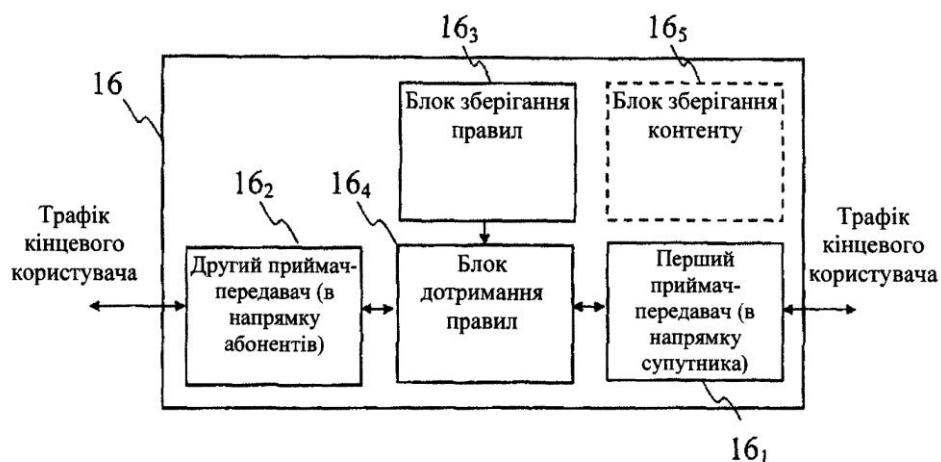 16₃
16₅
16
Блок зберігання
правил
Блок зберігання
контенту
16₂
16₄
Трафік
кінцевого
користувача
Другий приймач-
передавач (в
напрямку
абонентів)
Блок
дотримання
правил
Перший
приймач-
передавач (в
напрямку
супутника)
Трафік
кінцевого
користувача
16₁